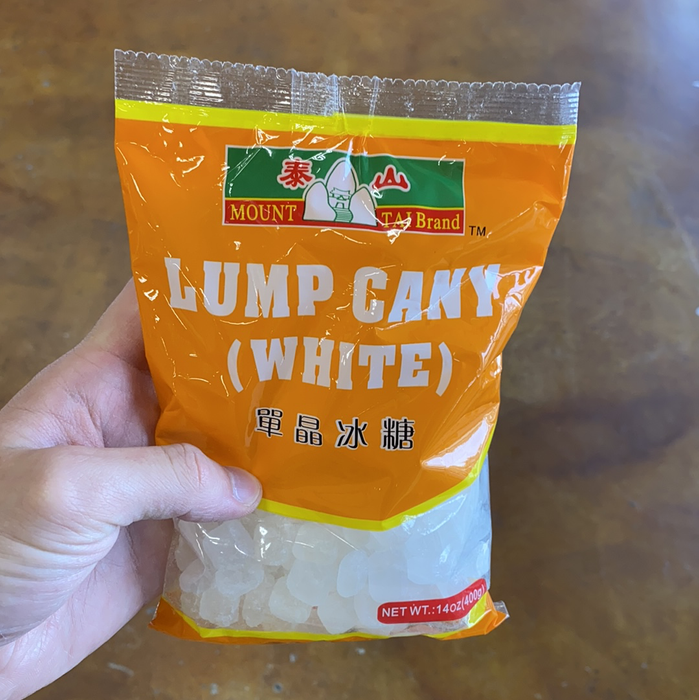 泰山
MOUNT TAI Brand TM
LUMP CANY
(WHITE)
單晶冰糖
NET WT.:14OZ(400g)